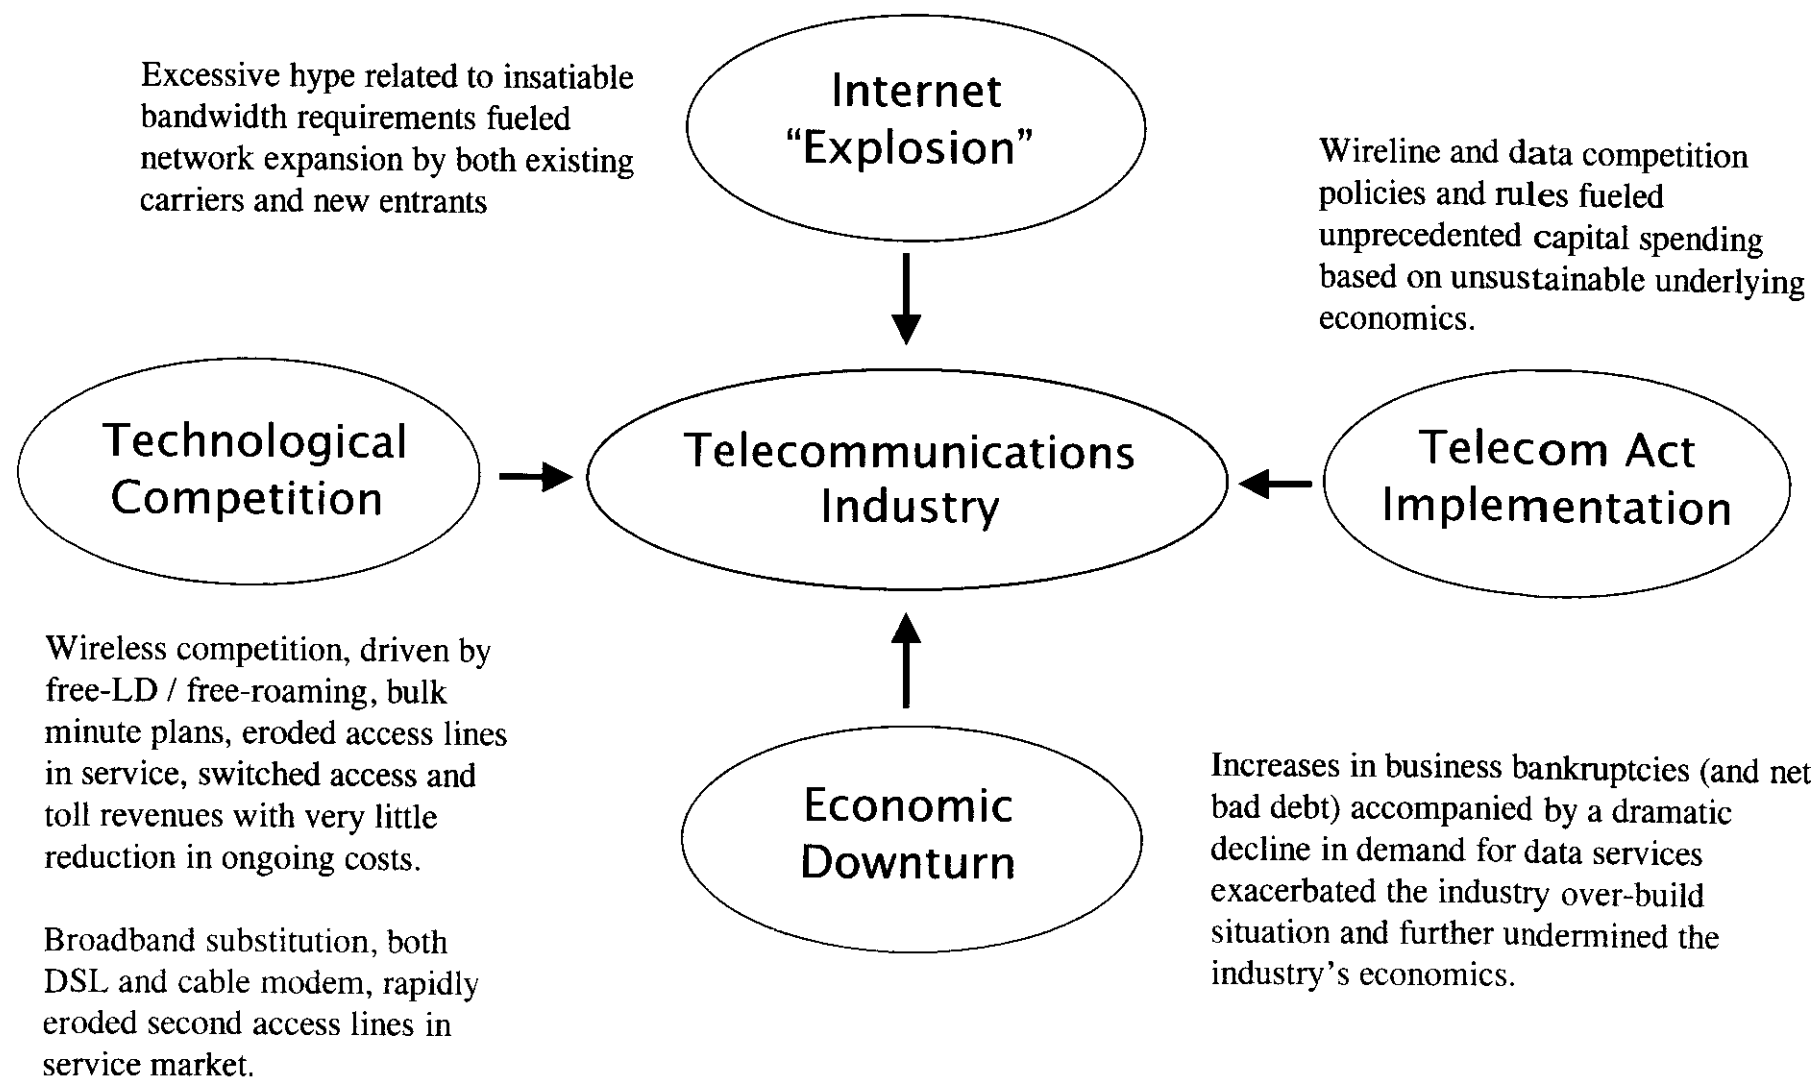 Excessive hype related to insatiable
bandwidth requirements fueled
network expansion by both existing
carriers and new entrants
Internet
“Explosion”
Wireline and data competition
policies and rules fueled
unprecedented capital spending
based on unsustainable underlying
economics.
Technological
Competition
Telecommunications
Industry
Telecom Act
Implementation
Wireless competition, driven by
free-LD / free-roaming, bulk
minute plans, eroded access lines
in service, switched access and
toll revenues with very little
reduction in ongoing costs.
Broadband substitution, both
DSL and cable modem, rapidly
eroded second access lines in
service market.
Economic
Downturn
Increases in business bankruptcies (and net
bad debt) accompanied by a dramatic
decline in demand for data services
exacerbated the industry over-build
situation and further undermined the
industry’s economics.